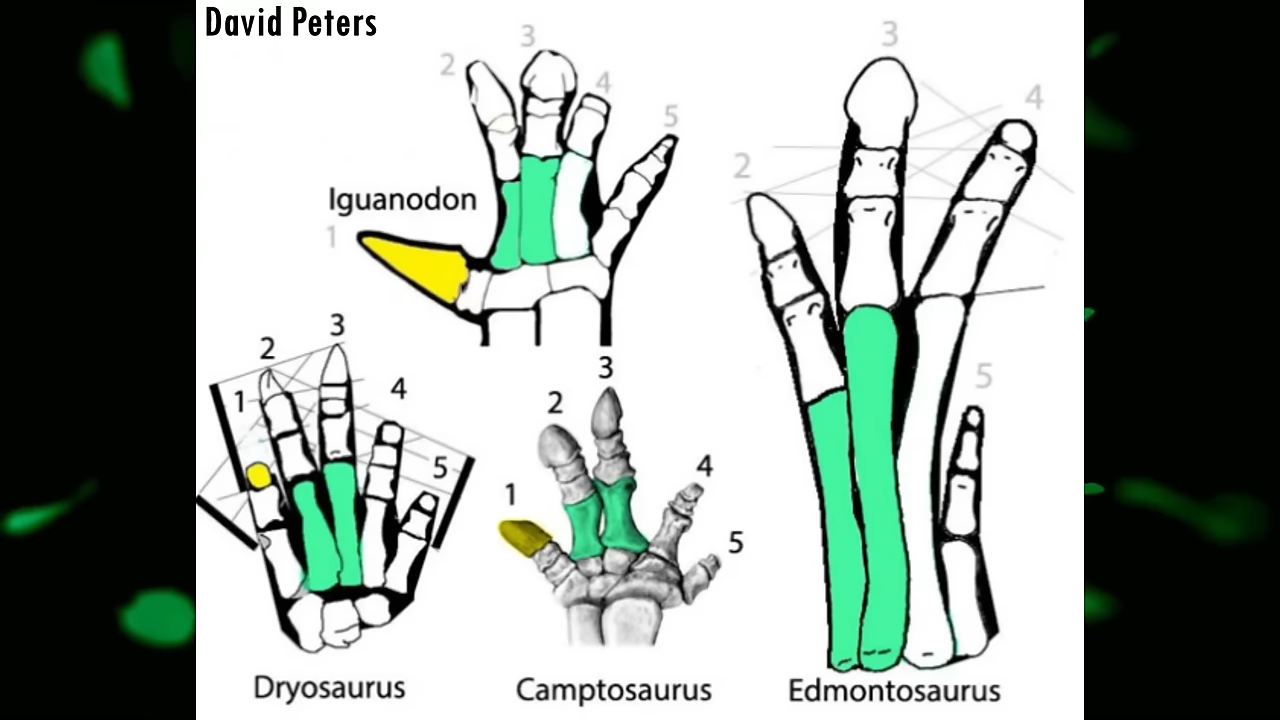 David Peters
2 3 4 5
Iguanodon
1
1 2 3 4 5
Dryosaurus
1 2 3 4 5
Camptosaurus
2 3 4 5
Edmontosaurus